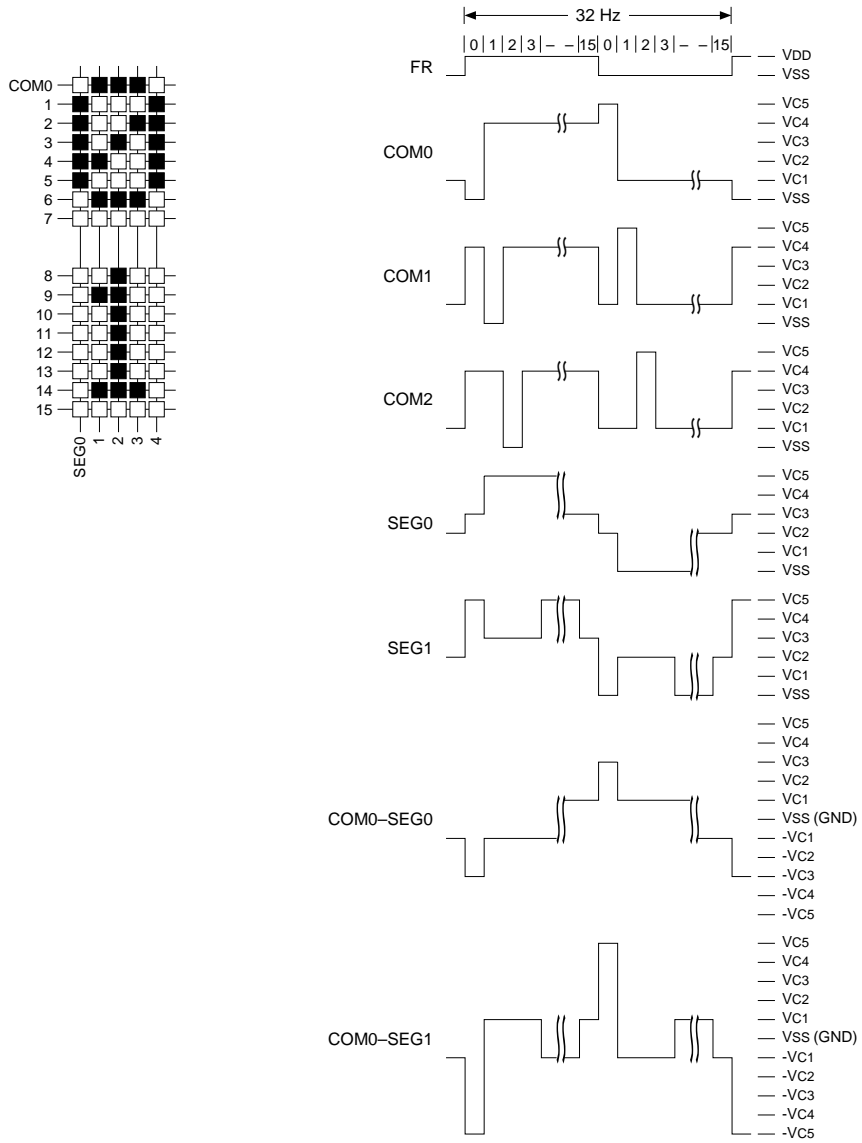 32 Hz
0 1 2 3 – – 15 0 1 2 3 – – 15
FR
VDD
VSS
COM0
1
2
3
4
5
6
7
8
9
10
11
12
13
14
15
SEG0
1
2
3
4
COM0
VC5
VC4
VC3
VC2
VC1
VSS
COM1
VC5
VC4
VC3
VC2
VC1
VSS
COM2
VC5
VC4
VC3
VC2
VC1
VSS
SEG0
VC5
VC4
VC3
VC2
VC1
VSS
SEG1
VC5
VC4
VC3
VC2
VC1
VSS
COM0–SEG0
VC5
VC4
VC3
VC2
VC1
VSS (GND)
-VC1
-VC2
-VC3
-VC4
-VC5
COM0–SEG1
VC5
VC4
VC3
VC2
VC1
VSS (GND)
-VC1
-VC2
-VC3
-VC4
-VC5